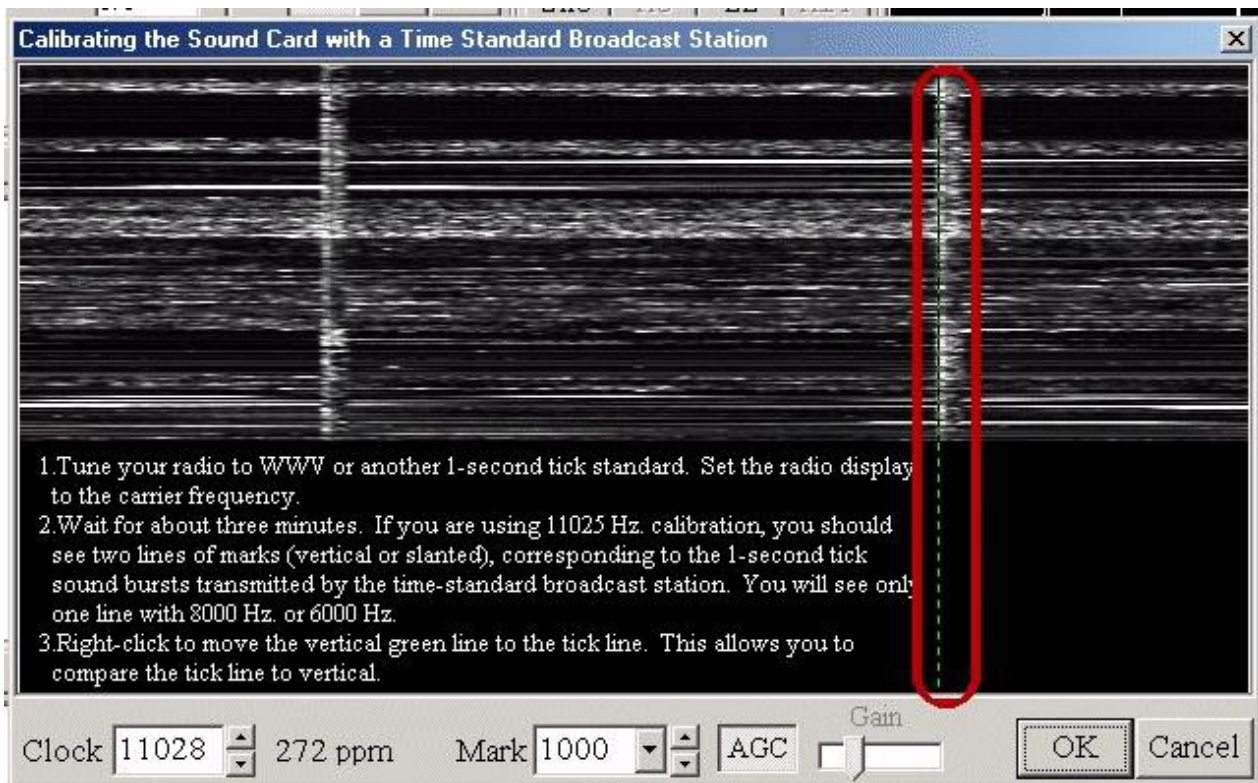 Calibrating the Sound Card with a Time Standard Broadcast Station
1.Tune your radio to WWV or another 1-second tick standard. Set the radio display
to the carrier frequency.
2.Wait for about three minutes. If you are using 11025 Hz. calibration, you should
see two lines of marks (vertical or slanted), corresponding to the 1-second tick
sound bursts transmitted by the time-standard broadcast station. You will see only
one line with 8000 Hz. or 6000 Hz.
3.Right-click to move the vertical green line to the tick line. This allows you to
compare the tick line to vertical.
Gain
Clock 11028 272 ppm Mark 1000 AGC OK Cancel